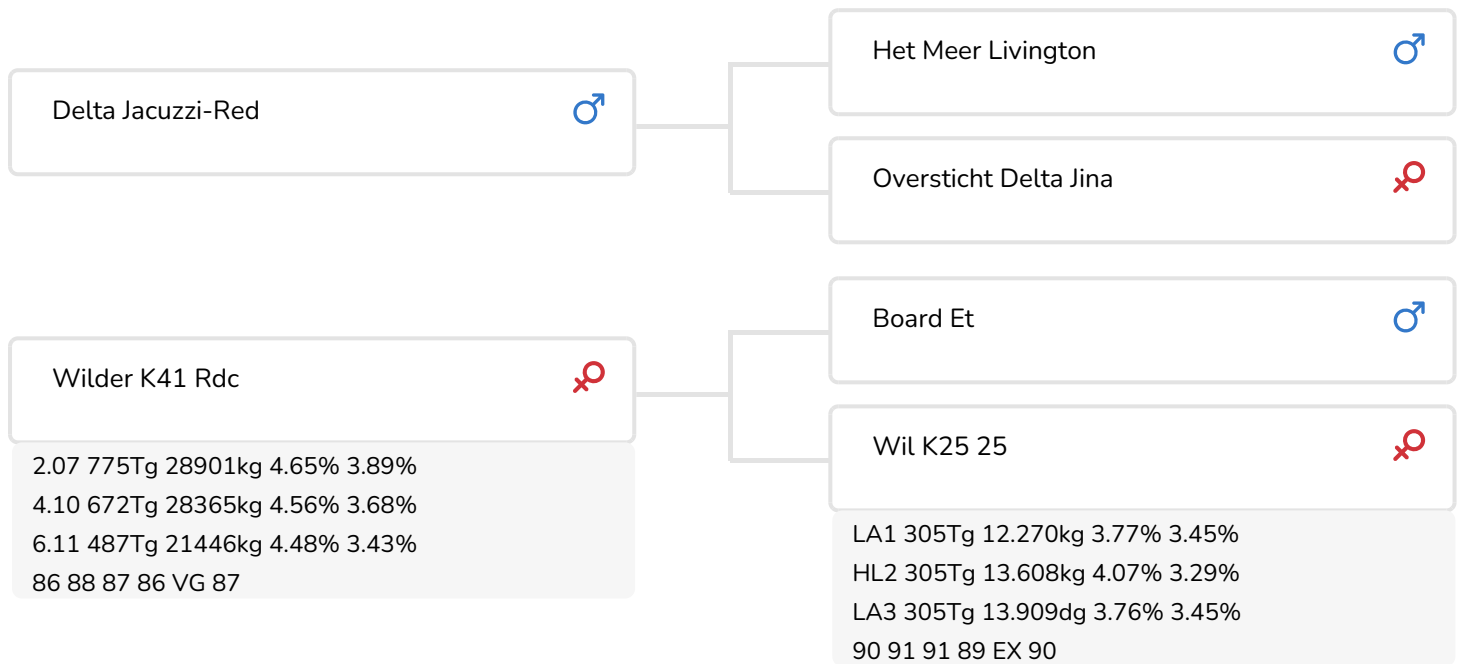 Delta Jacuzzi-Red
Het Meer Livington
Oversticht Delta Jina
Wilder K41 Rdc
2.07 775Tg 28901kg 4.65% 3.89%
4.10 672Tg 28365kg 4.56% 3.68%
6.11 487Tg 21446kg 4.48% 3.43%
86 88 87 86 VG 87
Board Et
Wil K25 25
LA1 305Tg 12.270kg 3.77% 3.45%
HL2 305Tg 13.608kg 4.07% 3.29%
LA3 305Tg 13.909dg 3.76% 3.45%
90 91 91 89 EX 90